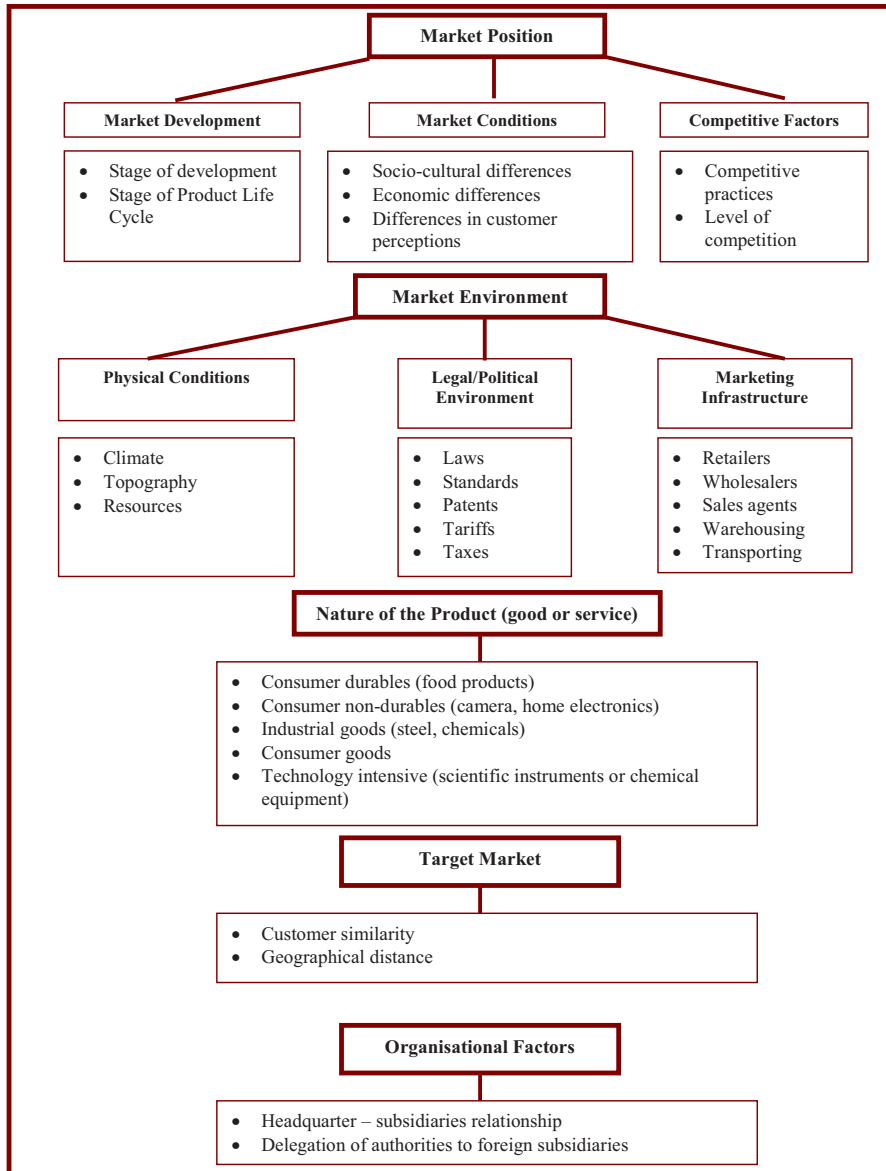 Market Position
Market Development
• Stage of development
• Stage of Product Life
Cycle
Market Conditions
• Socio-cultural differences
• Economic differences
• Differences in customer
perceptions
Competitive Factors
• Competitive
practices
• Level of
competition
Market Environment
Physical Conditions
• Climate
• Topography
• Resources
Legal/Political
Environment
• Laws
• Standards
• Patents
• Tariffs
• Taxes
Marketing
Infrastructure
• Retailers
• Wholesalers
• Sales agents
• Warehousing
• Transporting
Nature of the Product (good or service)
• Consumer durables (food products)
• Consumer non-durables (camera, home electronics)
• Industrial goods (steel, chemicals)
• Consumer goods
• Technology intensive (scientific instruments or chemical
equipment)
Target Market
• Customer similarity
• Geographical distance
Organisational Factors
• Headquarter – subsidiaries relationship
• Delegation of authorities to foreign subsidiaries